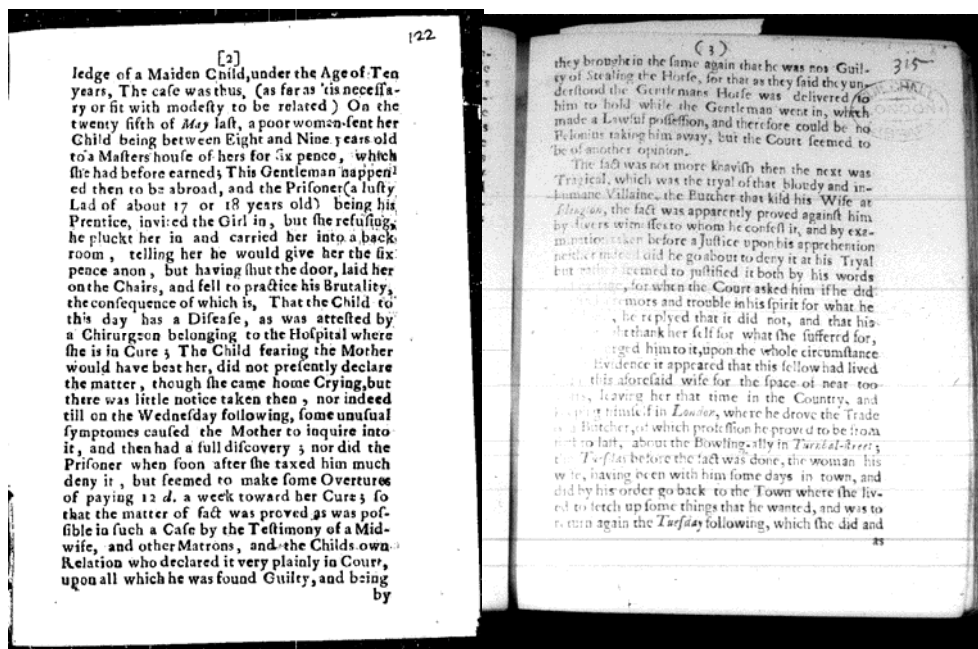 122
[2]
ledge of a Maiden Child,under the Age of Ten
years, The caſe was thus, (as far as 'tis neceſſa-
ry or fit with modeſty to be related) On the
twenty fifth of May laſt, a poor woman ſent her
Child being between Eight and Nine years old
to a Maſters houſe of hers for ſix pence, which
ſhe had before earned; This Gentleman happen
ed then to be abroad, and the Priſoner (a luſty
Lad of about 17 or 18 years old) being his
Prentice, invited the Girl in, but ſhe refuſing,
he pluckt her in and carried her into a back
room, telling her he would give her the ſix
pence anon, but having ſhut the door, laid her
on the Chairs, and fell to practice his Brutality,
the conſequence of which is, That the Child to
this day has a Diſeaſe, as was atteſted by
a Chirurgeon belonging to the Hoſpital where
ſhe is in Cure; The Child fearing the Mother
would have beat her, did not preſently declare
the matter, though ſhe came home Crying,but
there was little notice taken then, nor indeed
till on the Wedneſday following, ſome unuſual
ſymptomes cauſed the Mother to inquire into
it, and then had a full diſcovery; nor did the
Priſoner when ſoon after ſhe taxed him much
deny it, but ſeemed to make ſome Overtures
of paying 12 d. a week toward her Cure; ſo
that the matter of fact was proved as was poſ-
ſible in ſuch a Caſe by the Teſtimony of a Mid-
wife, and other Matrons, and the Childs own
Relation who declared it very plainly in Court,
upon all which he was found Guilty, and being
by
(3)
315
they brought in the ſame again that he was not Guil-
ty of Stealing the Horſe, for that as they ſaid they un-
derſtood the Gentlemans Horſe was delivered to
him to hold while the Gentleman went in, which
made a Lawful poſſeſſion, and therefore could be no
Felonius taking him away, but the Court ſeemed to
be of another opinion.
The fact was not more knaviſh then the next was
Tragical, which was the tryal of that bloudy and in-
humane Villaine, the Butcher that kild his Wife at
Iſlington, the fact was apparently proved againſt him
by divers witneſſes to whom he confeſt it, and by exa-
mination taken before a Juſtice upon his apprehention
neither indeed did he go about to deny it at his Tryal
but rather ſeemed to juſtified it both by his words
, for when the Court asked him if he did
remors and trouble in his ſpirit for what he
, he replyed that it did not, and that his
thank her ſelf for what ſhe ſufferrd for,
him to it,upon the whole circumſtance
Evidence it appeared that this fellow had lived
this aforeſaid wife for the ſpace of near too
, leaving her that time in the Country, and
keeping himſelf in London, where he drove the Trade
of a Butcher,of which profeſſion he proved to be from
firſt to laſt, about the Bowling-ally in Turnbal-ſtreet;
the Tueſday before the fact was done, the woman his
wife, having been with him ſome days in town, and
did by his order go back to the Town where ſhe liv-
ed to fetch up ſome things that he wanted, and was to
return again the Tueſday following, which ſhe did and
as